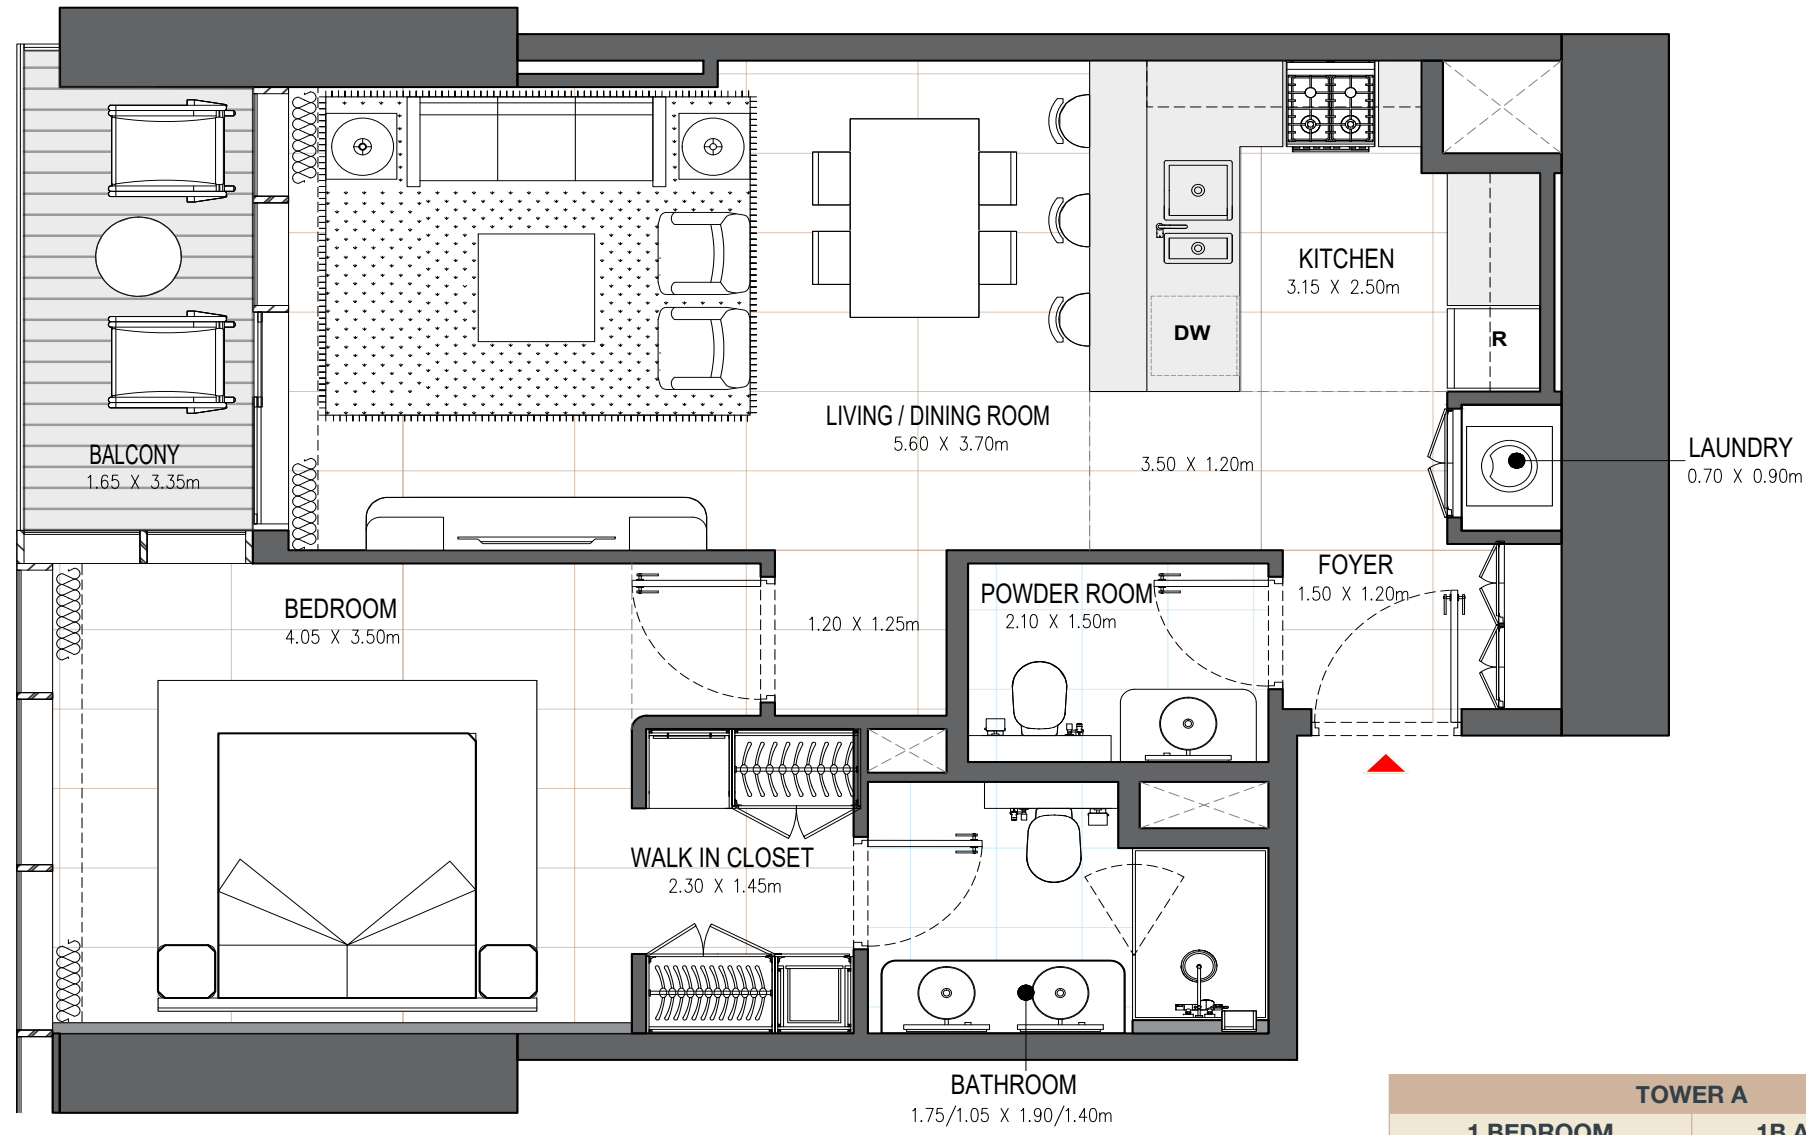 KITCHEN
3.15 X 2.50m
DW
R
LIVING / DINING ROOM
5.60 X 3.70m
BALCONY
1.65 X 3.35m
3.50 X 1.20m
LAUNDRY
0.70 X 0.90m
FOYER
1.50 X 1.20m
POWDER ROOM
2.10 X 1.50m
BEDROOM
4.05 X 3.50m
1.20 X 1.25m
WALK IN CLOSET
2.30 X 1.45m
BATHROOM
1.75/1.05 X 1.90/1.40m
TOWER A
1 BEDROOM
1B A